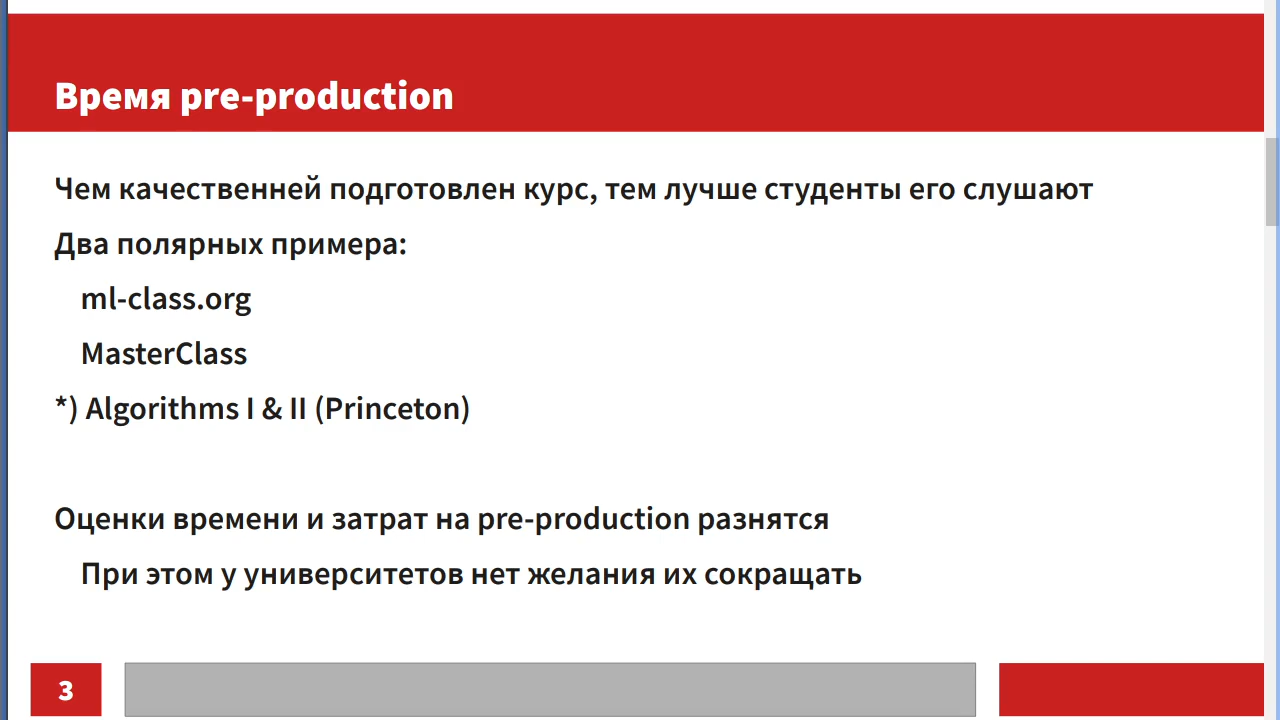 Время pre-production
Чем качественней подготовлен курс, тем лучше студенты его слушают
Два полярных примера:
ml-class.org
MasterClass
*) Algorithms I & II (Princeton)
Оценки времени и затрат на pre-production разнятся
При этом у университетов нет желания их сокращать
3